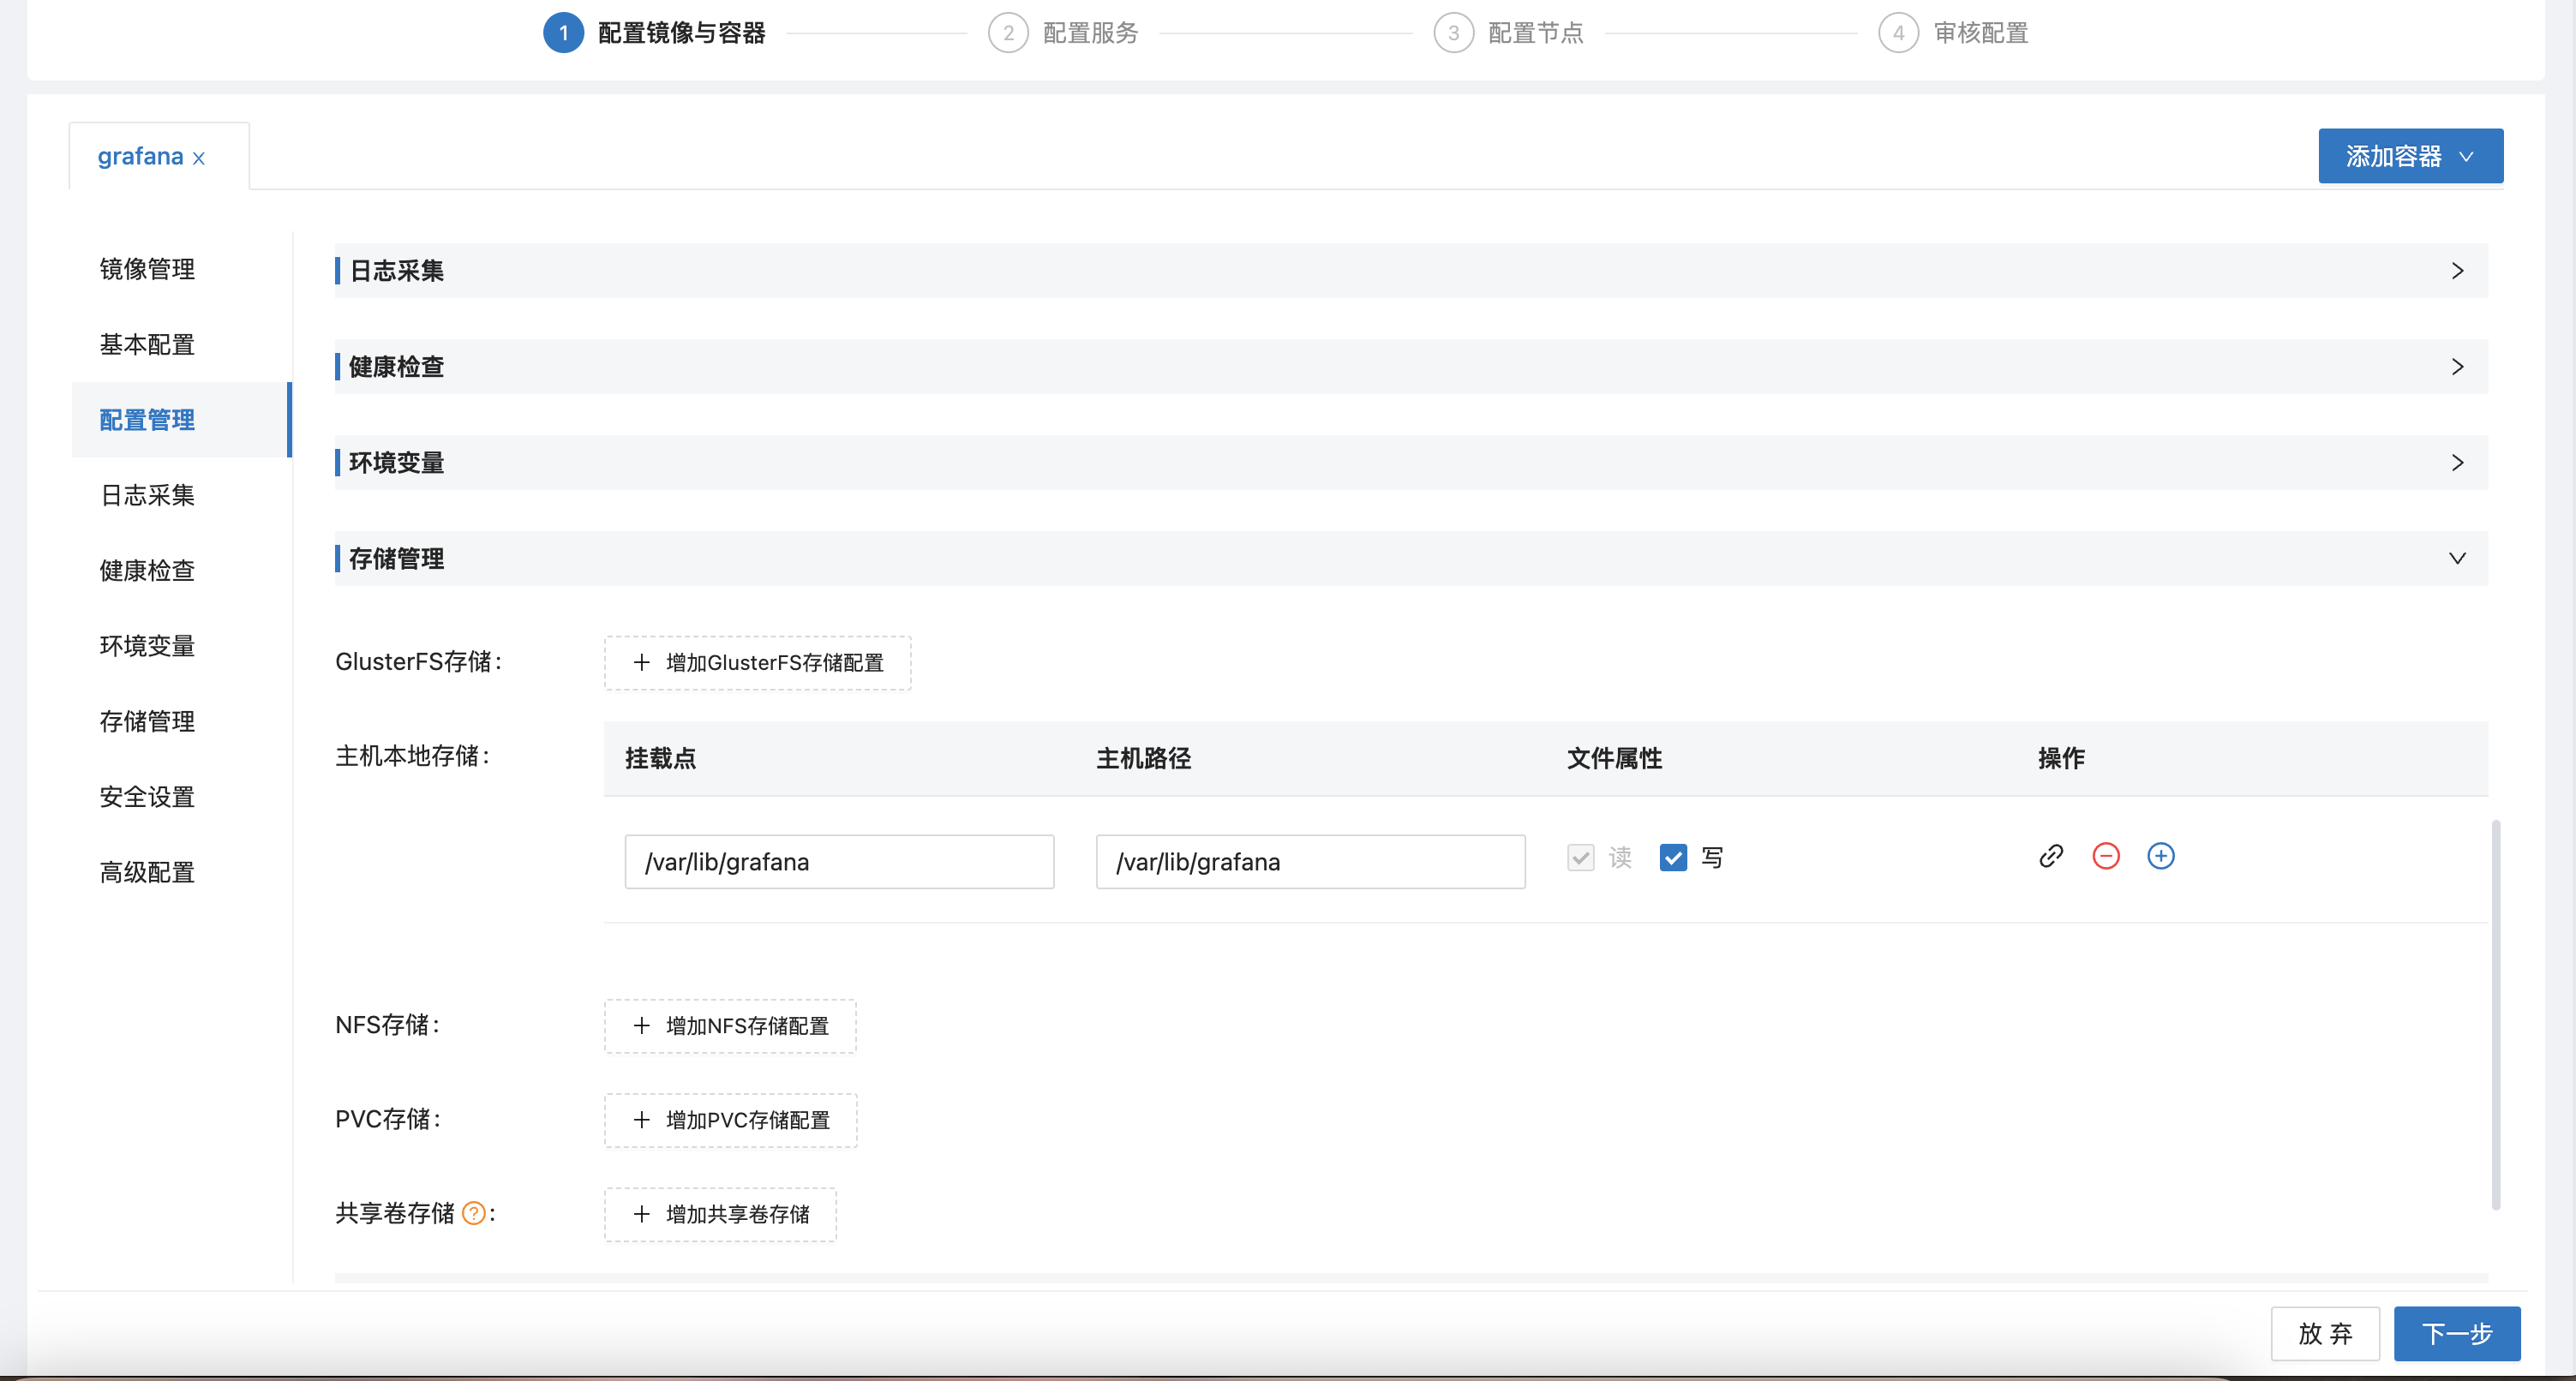 1 配置镜像与容器 2 配置服务 3 配置节点 4 审核配置
grafana x 添加容器
镜像管理
基本配置
配置管理
日志采集
健康检查
环境变量
存储管理
安全设置
高级配置
日志采集
健康检查
环境变量
存储管理
GlusterFS存储: + 增加GlusterFS存储配置
主机本地存储: 挂载点 主机路径 文件属性 操作
/var/lib/grafana /var/lib/grafana 读 写
NFS存储: + 增加NFS存储配置
PVC存储: + 增加PVC存储配置
共享卷存储 ? : + 增加共享卷存储
放 弃 下一步